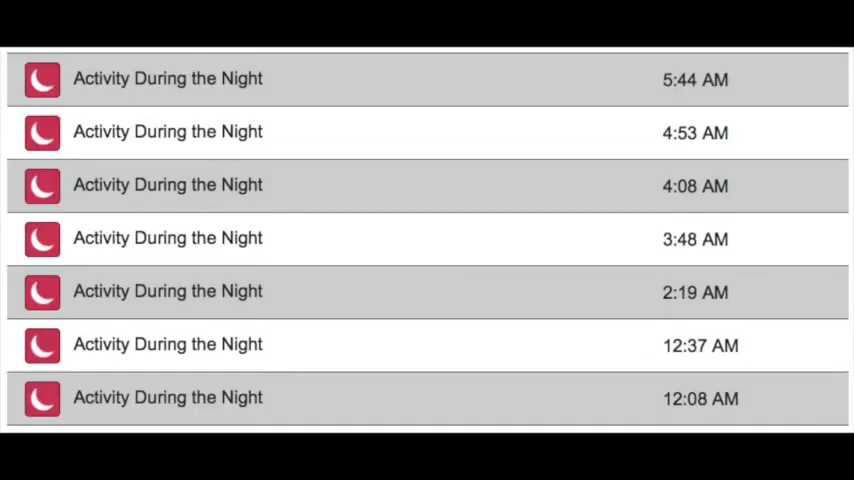 Activity During the Night 5:44 AM
Activity During the Night 4:53 AM
Activity During the Night 4:08 AM
Activity During the Night 3:48 AM
Activity During the Night 2:19 AM
Activity During the Night 12:37 AM
Activity During the Night 12:08 AM